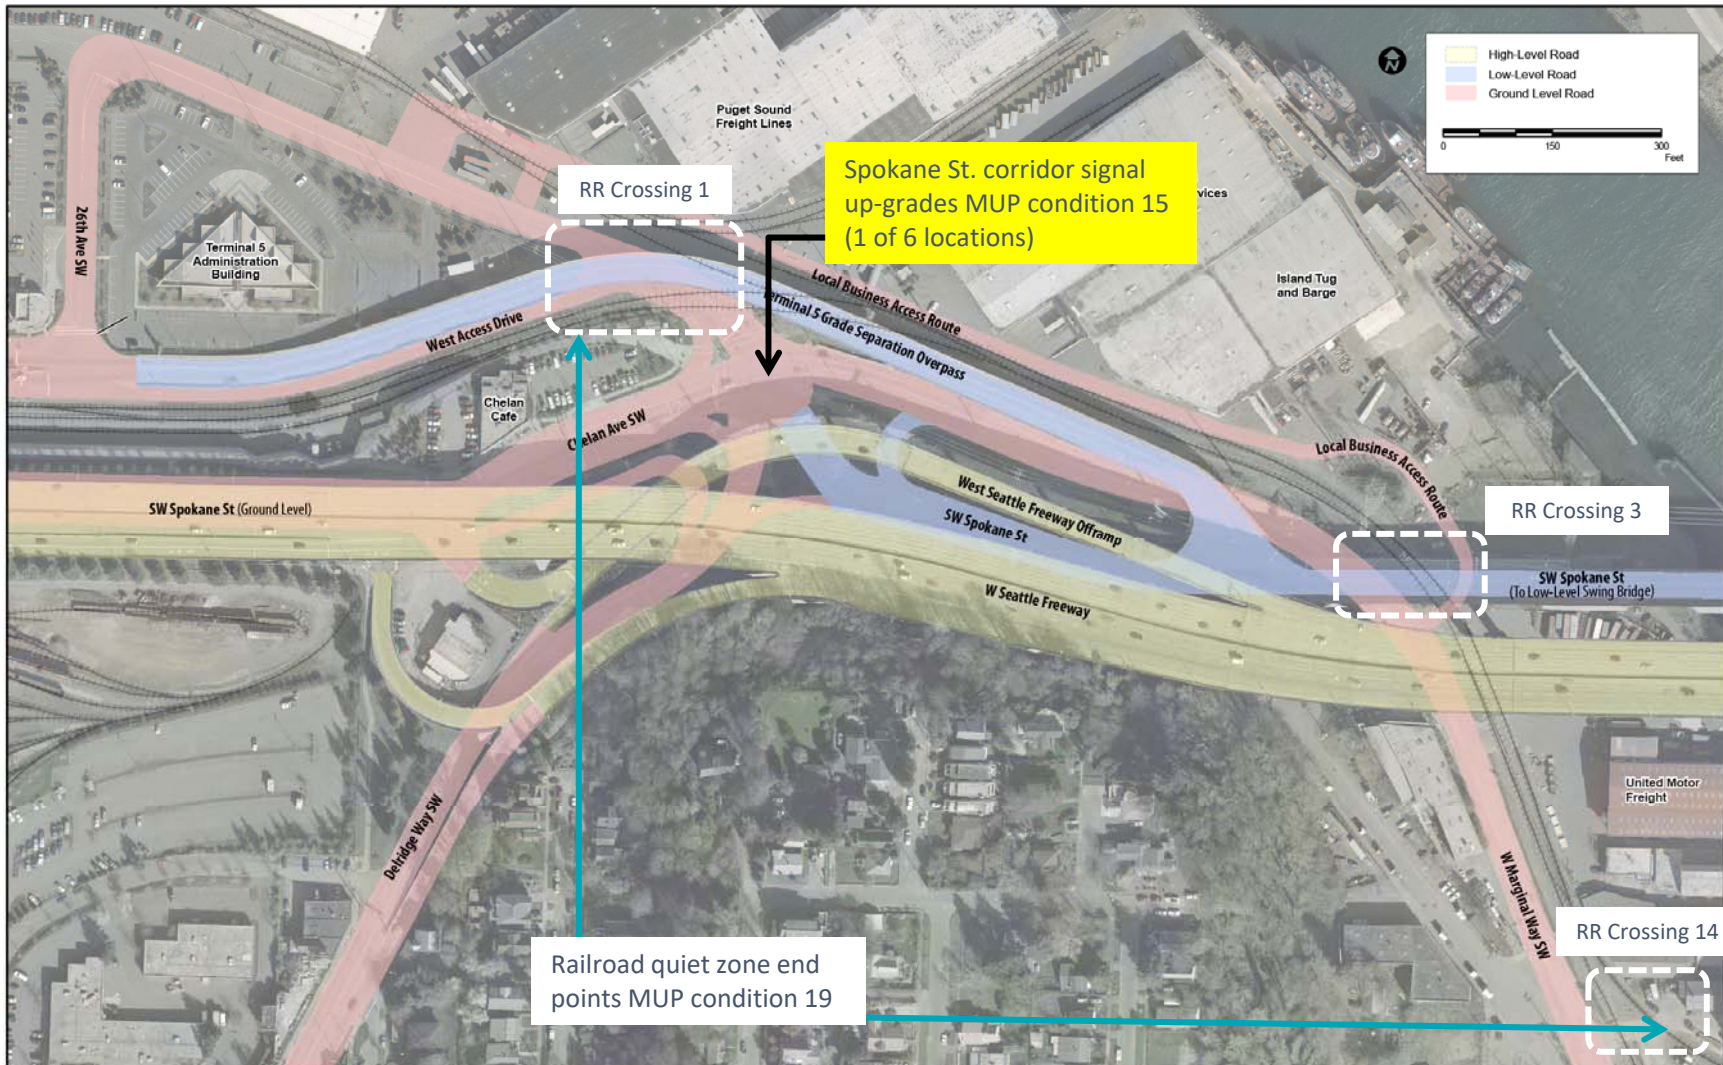 High-Level Road
Low-Level Road
Ground Level Road
0
150
300
Feet
N
Puget Sound
Freight Lines
RR Crossing 1
Spokane St. corridor signal
up-grades MUP condition 15
(1 of 6 locations)
vices
26th Ave SW
Terminal 5
Administration
Building
Local Business Access Route
Island Tug
and Barge
Terminal 5 Grade Separation Overpass
West Access Drive
Chelan
Cafe
Chelan Ave SW
Local Business Access Route
West Seattle Freeway Offramp
SW Spokane St (Ground Level)
SW Spokane St
RR Crossing 3
W Seattle Freeway
SW Spokane St
(To Low-Level Swing Bridge)
United Motor
Freight
Delridge Way SW
W Marginal Way SW
RR Crossing 14
Railroad quiet zone end
points MUP condition 19